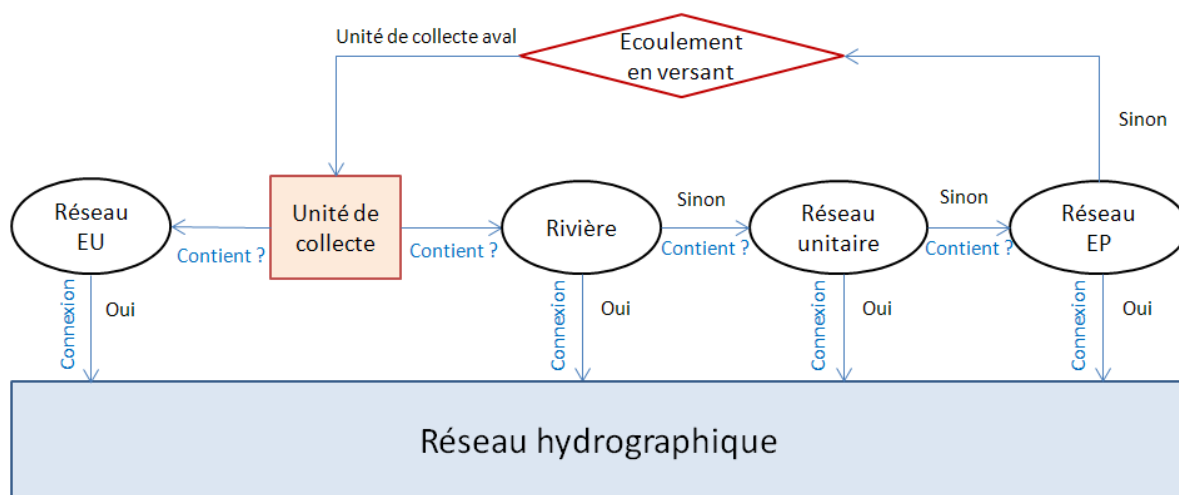 Unité de collecte aval
Ecoulement
en versant
Sinon
Réseau
EU
Contient ?
Unité de
collecte
Contient ?
Rivière
Sinon
Contient ?
Réseau
unitaire
Sinon
Contient ?
Réseau
EP
Connexion
Oui
Connexion
Oui
Connexion
Oui
Connexion
Oui
Réseau hydrographique